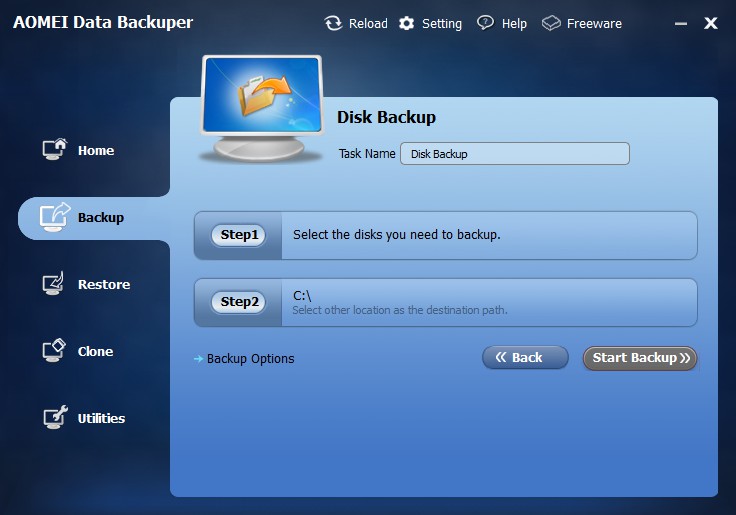 AOMEI Data Backuper
Reload Setting Help Freeware
Disk Backup
Task Name Disk Backup
Home
Backup
Restore
Clone
Utilities
Step1 Select the disks you need to backup.
Step2 C:\
Select other location as the destination path.
Backup Options
Back
Start Backup